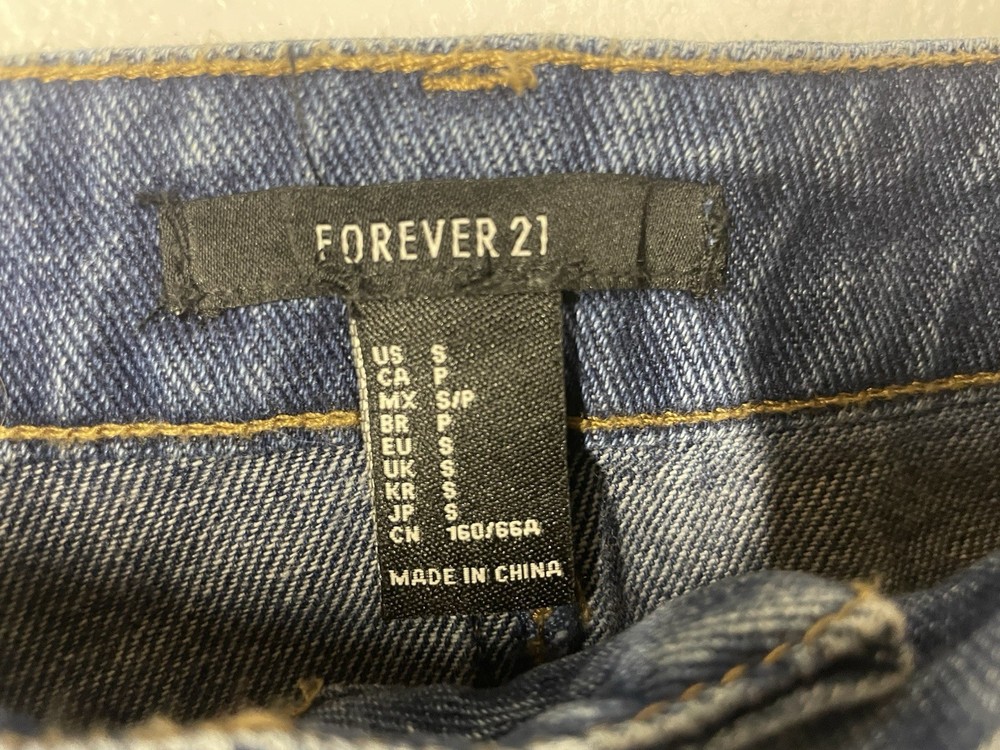 FOREVER 21
US S
CA P
MX S/P
BR P
EU S
UK S
KR S
JP S
CN 160/66A
MADE IN CHINA